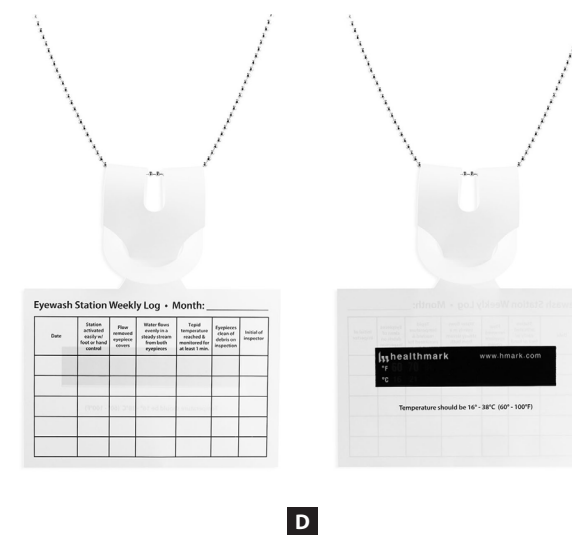 Eyewash Station Weekly Log • Month:
Date
Station
activated
easily w/
foot or hand
control
Flow
removed
eyepiece
covers
Water flows
evenly in a
steady stream
from both
eyepieces
Tepid
temperature
reached &
monitored for
at least 1 min.
Eyepieces
clean of
debris on
inspection
Initial of
Inspector
healthmark www.hmark.com
°F
°C
Temperature should be 16° - 38°C (60° - 100°F)
D